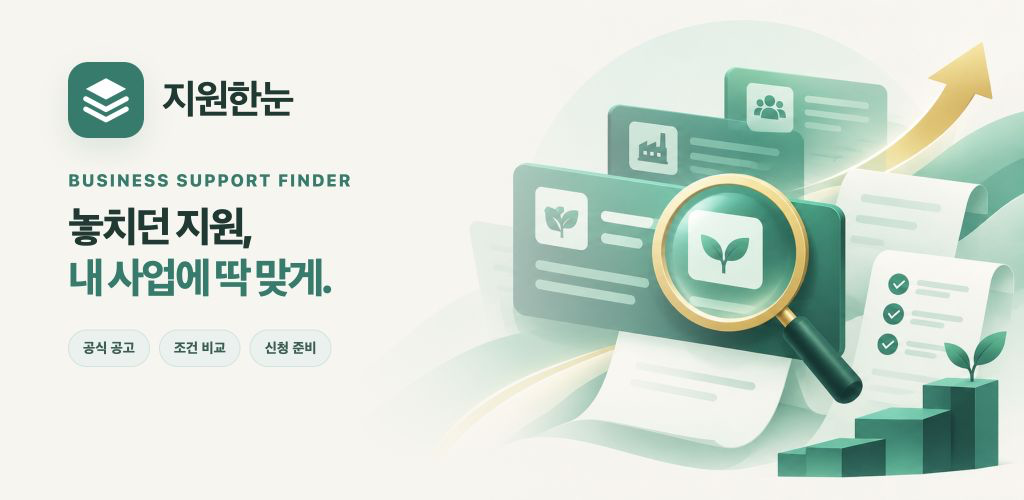 지원한눈
BUSINESS SUPPORT FINDER
놓치던 지원,
내 사업에 딱 맞게.
공식 공고 조건 비교 신청 준비